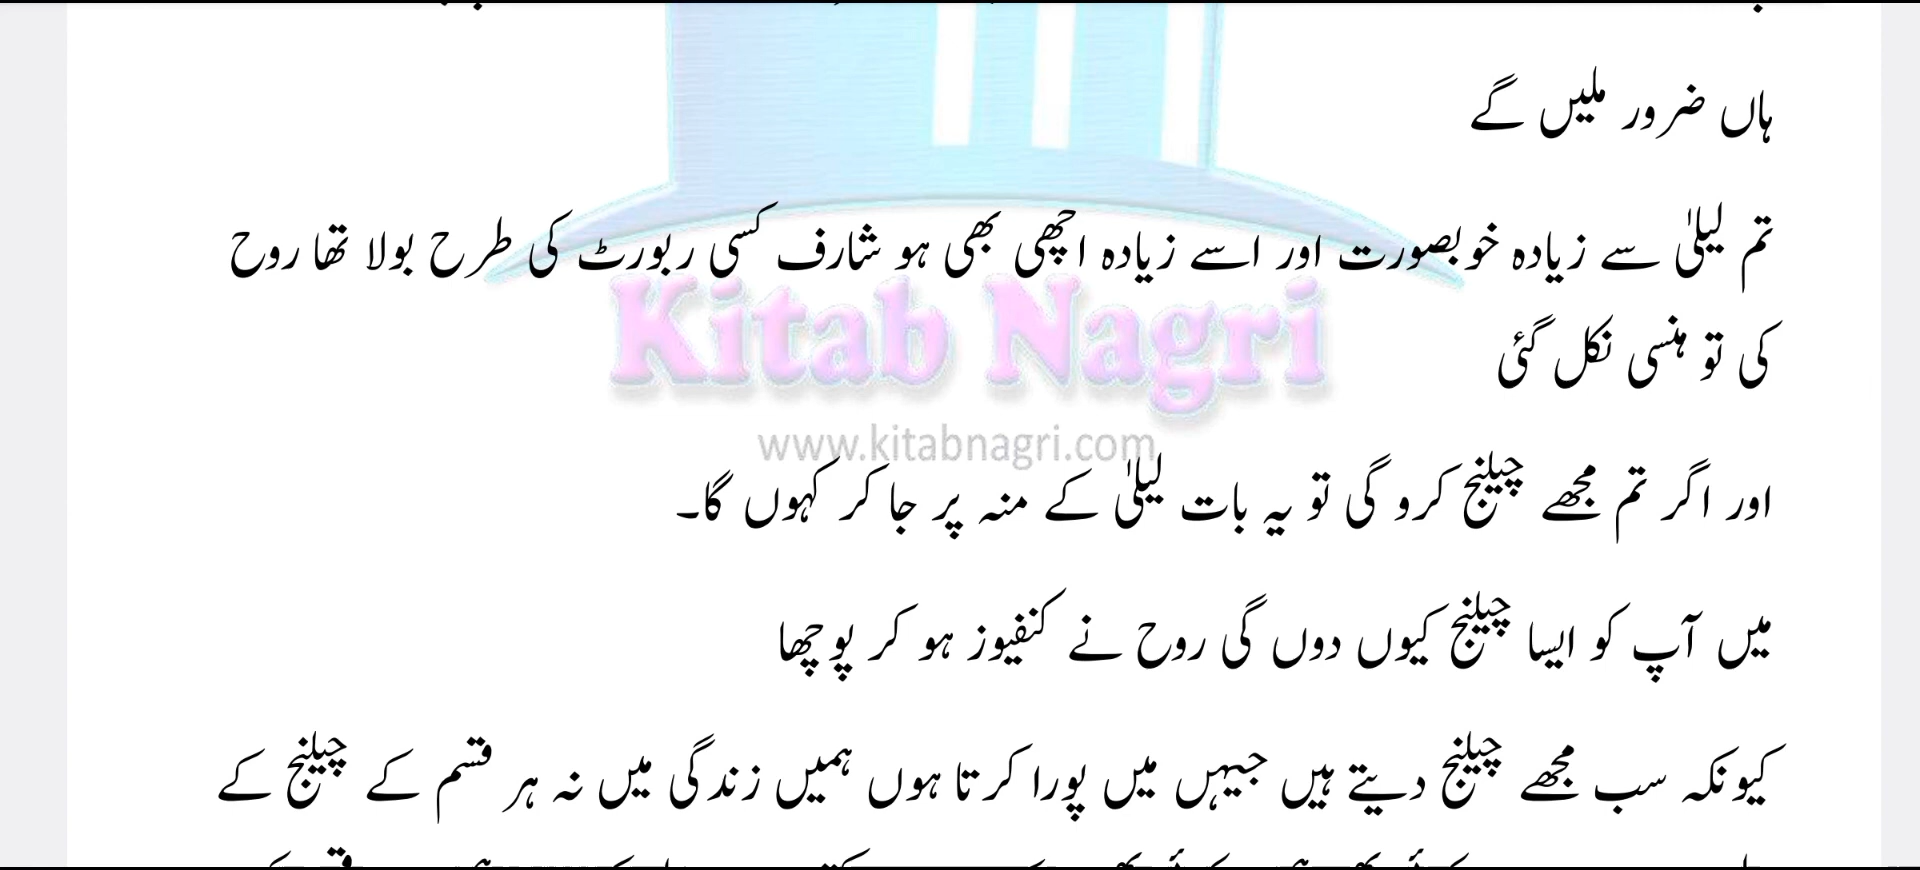 ہاں ضرور ملیں گے
تم لیلیٰ سے زیادہ خوبصورت اور اسے زیادہ اچھی بھی ہو شارف کسی ربورٹ کی طرح بولا تھا روح
کی تو ہنسی نکل گئی
Kitab Nagri
www.kitabnagri.com
اور اگر تم مجھے چیلنج کرو گی تو یہ بات لیلیٰ کے منہ پر جا کر کہوں گا۔
میں آپ کو ایسا چیلنج کیوں دوں گی روح نے کنفیوز ہو کر پوچھا
کیونکہ سب مجھے چیلنج دیتے ہیں جیہں میں پورا کرتا ہوں ہمیں زندگی میں نہ ہر قسم کے چیلنج کے